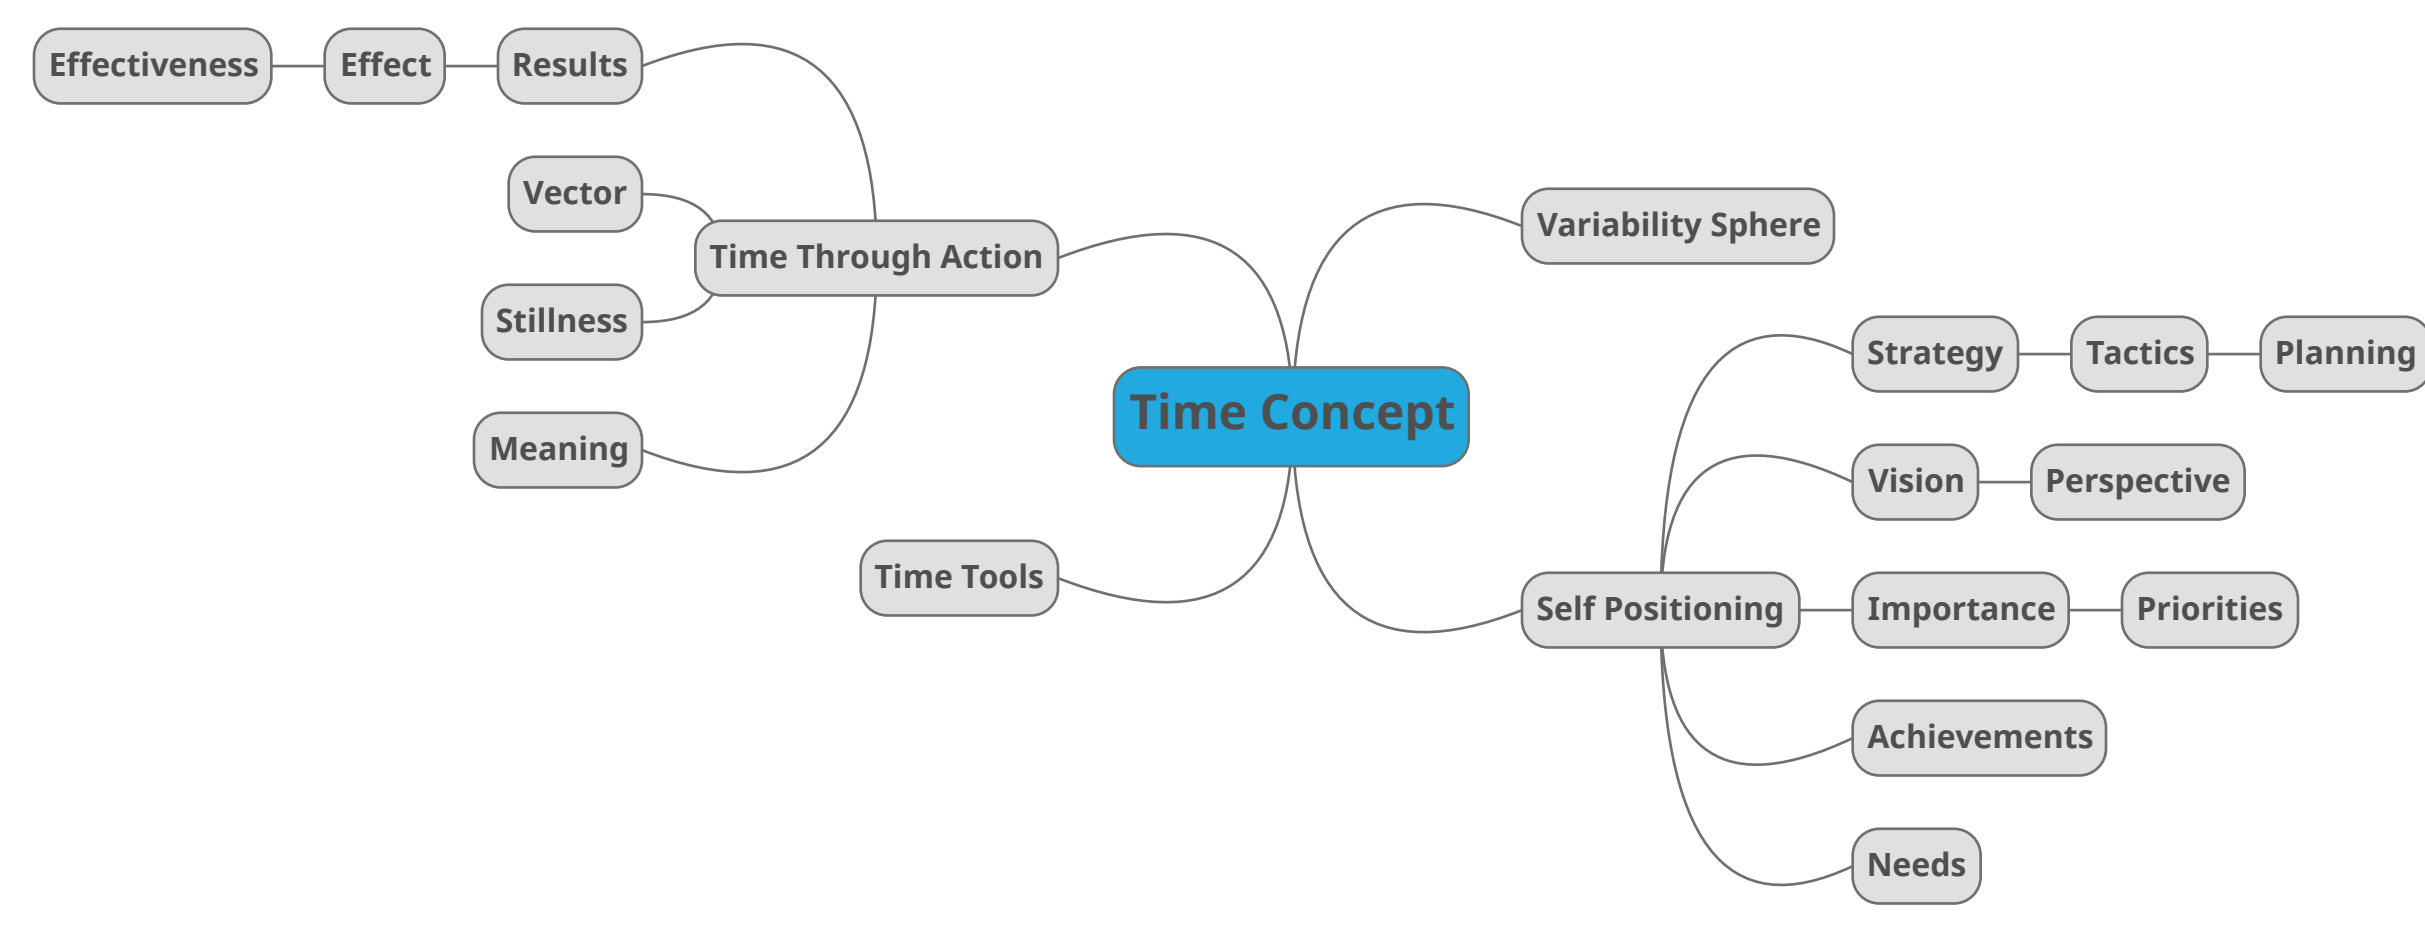 Effectiveness
Effect
Results
Vector
Time Through Action
Stillness
Meaning
Time Tools
Time Concept
Variability Sphere
Self Positioning
Strategy
Tactics
Planning
Vision
Perspective
Importance
Priorities
Achievements
Needs